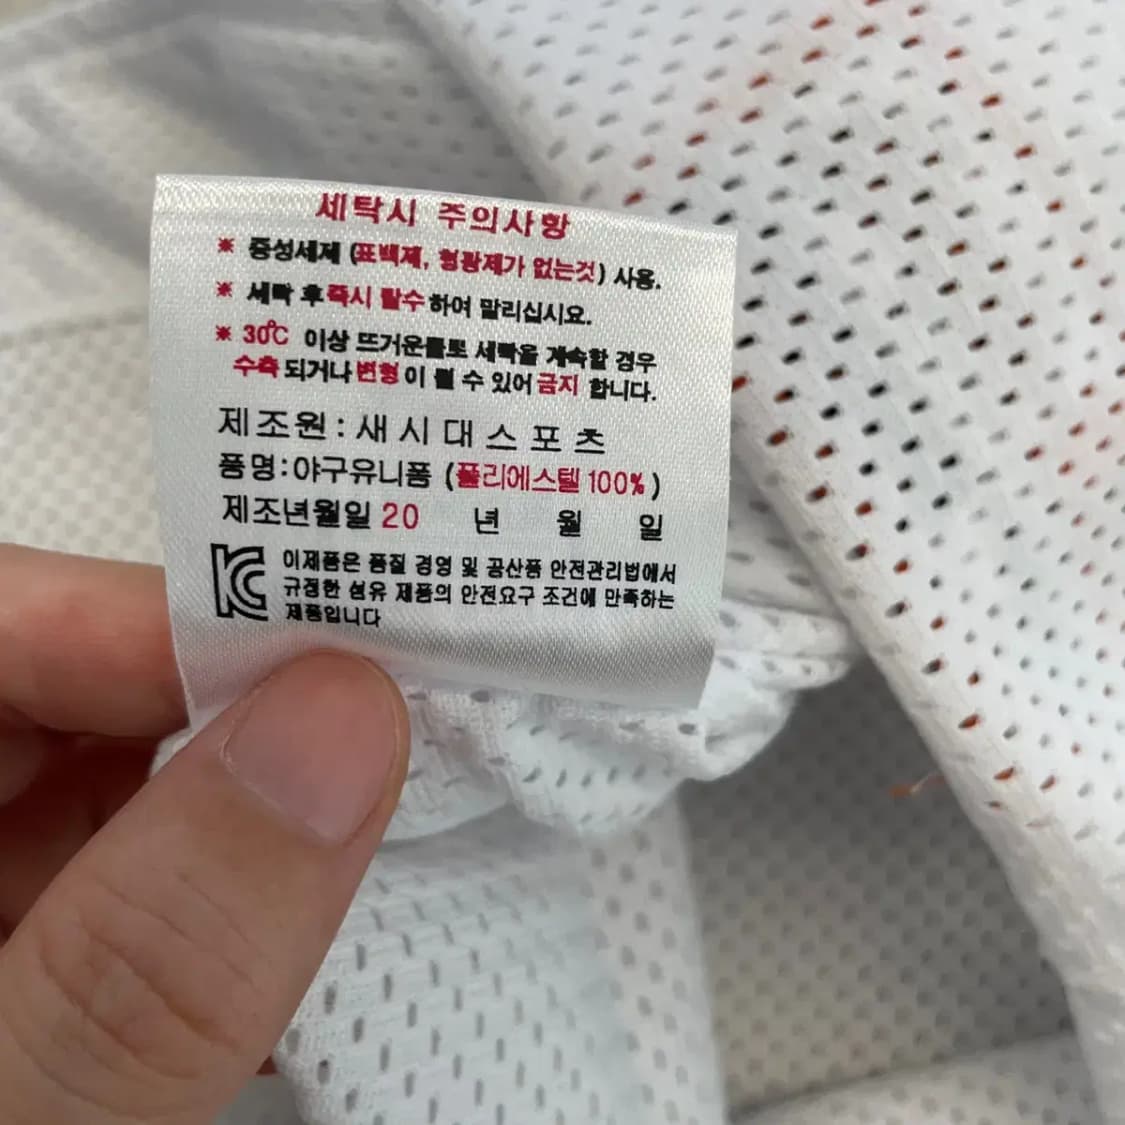 세탁시 주의사항
※ 중성세제 (표백제, 형광제가 없는것) 사용.
※ 세탁 후 즉시 탈수 하여 말리십시요.
※ 30℃ 이상 뜨거운물로 세탁을 계속할 경우
수축 되거나 변형 이 될 수 있어 금지 합니다.
제조원 : 새시대스포츠
품명 : 야구유니폼 (폴리에스텔 100%)
제조년월일 20 년 월 일
이제품은 품질 경영 및 공산품 안전관리법에서
규정한 섬유 제품의 안전요구 조건에 만족하는
제품입니다